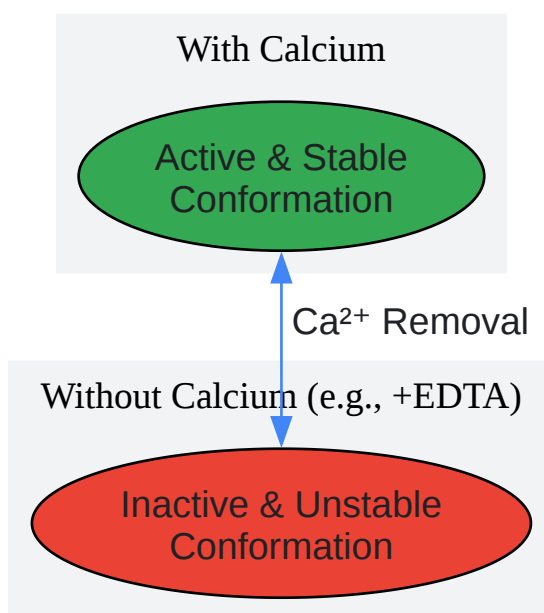 With Calcium
Active & Stable
Conformation
Ca²⁺ Removal
Without Calcium (e.g., +EDTA)
Inactive & Unstable
Conformation